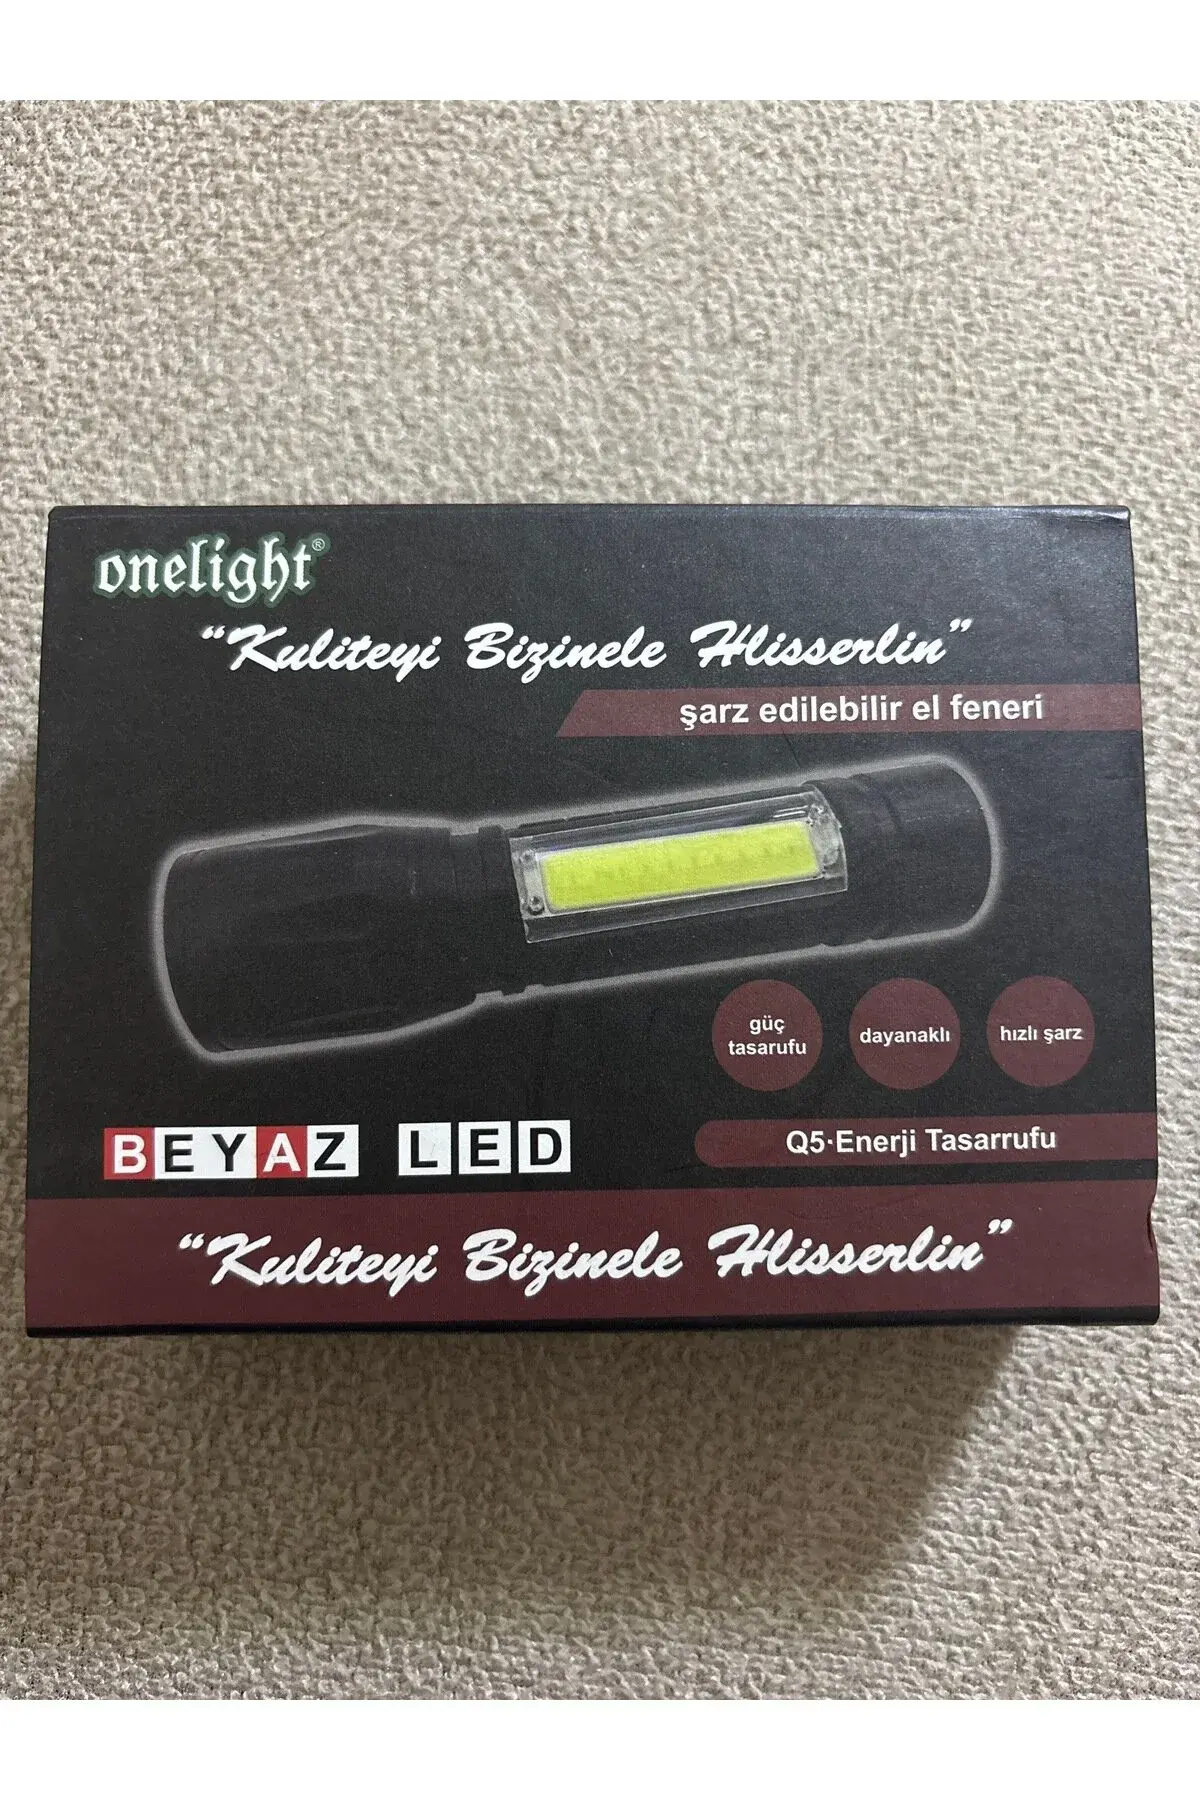 onelight®
“Kuliteyi Bizinele Hlisserlin”
şarz edilebilir el feneri
güç
tasarufu
dayanaklı
hızlı şarz
BEYAZ LED
Q5·Enerji Tasarrufu
“Kuliteyi Bizinele Hlisserlin”